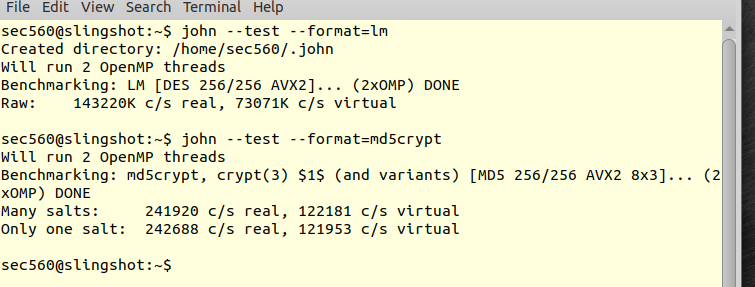 File Edit View Search Terminal Help
sec560@slingshot:~$ john --test --format=lm
Created directory: /home/sec560/.john
Will run 2 OpenMP threads
Benchmarking: LM [DES 256/256 AVX2]... (2xOMP) DONE
Raw:    143220K c/s real, 73071K c/s virtual
sec560@slingshot:~$ john --test --format=md5crypt
Will run 2 OpenMP threads
Benchmarking: md5crypt, crypt(3) $1$ (and variants) [MD5 256/256 AVX2 8x3]... (2
xOMP) DONE
Many salts:     241920 c/s real, 122181 c/s virtual
Only one salt:  242688 c/s real, 121953 c/s virtual
sec560@slingshot:~$